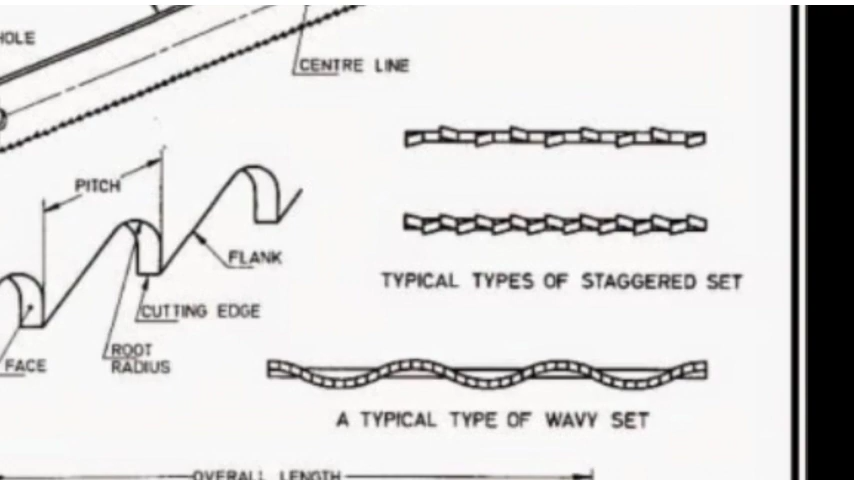 HOLE
CENTRE LINE
PITCH
FLANK
TYPICAL TYPES OF STAGGERED SET
CUTTING EDGE
ROOT
RADIUS
FACE
A TYPICAL TYPE OF WAVY SET
OVERALL LENGTH